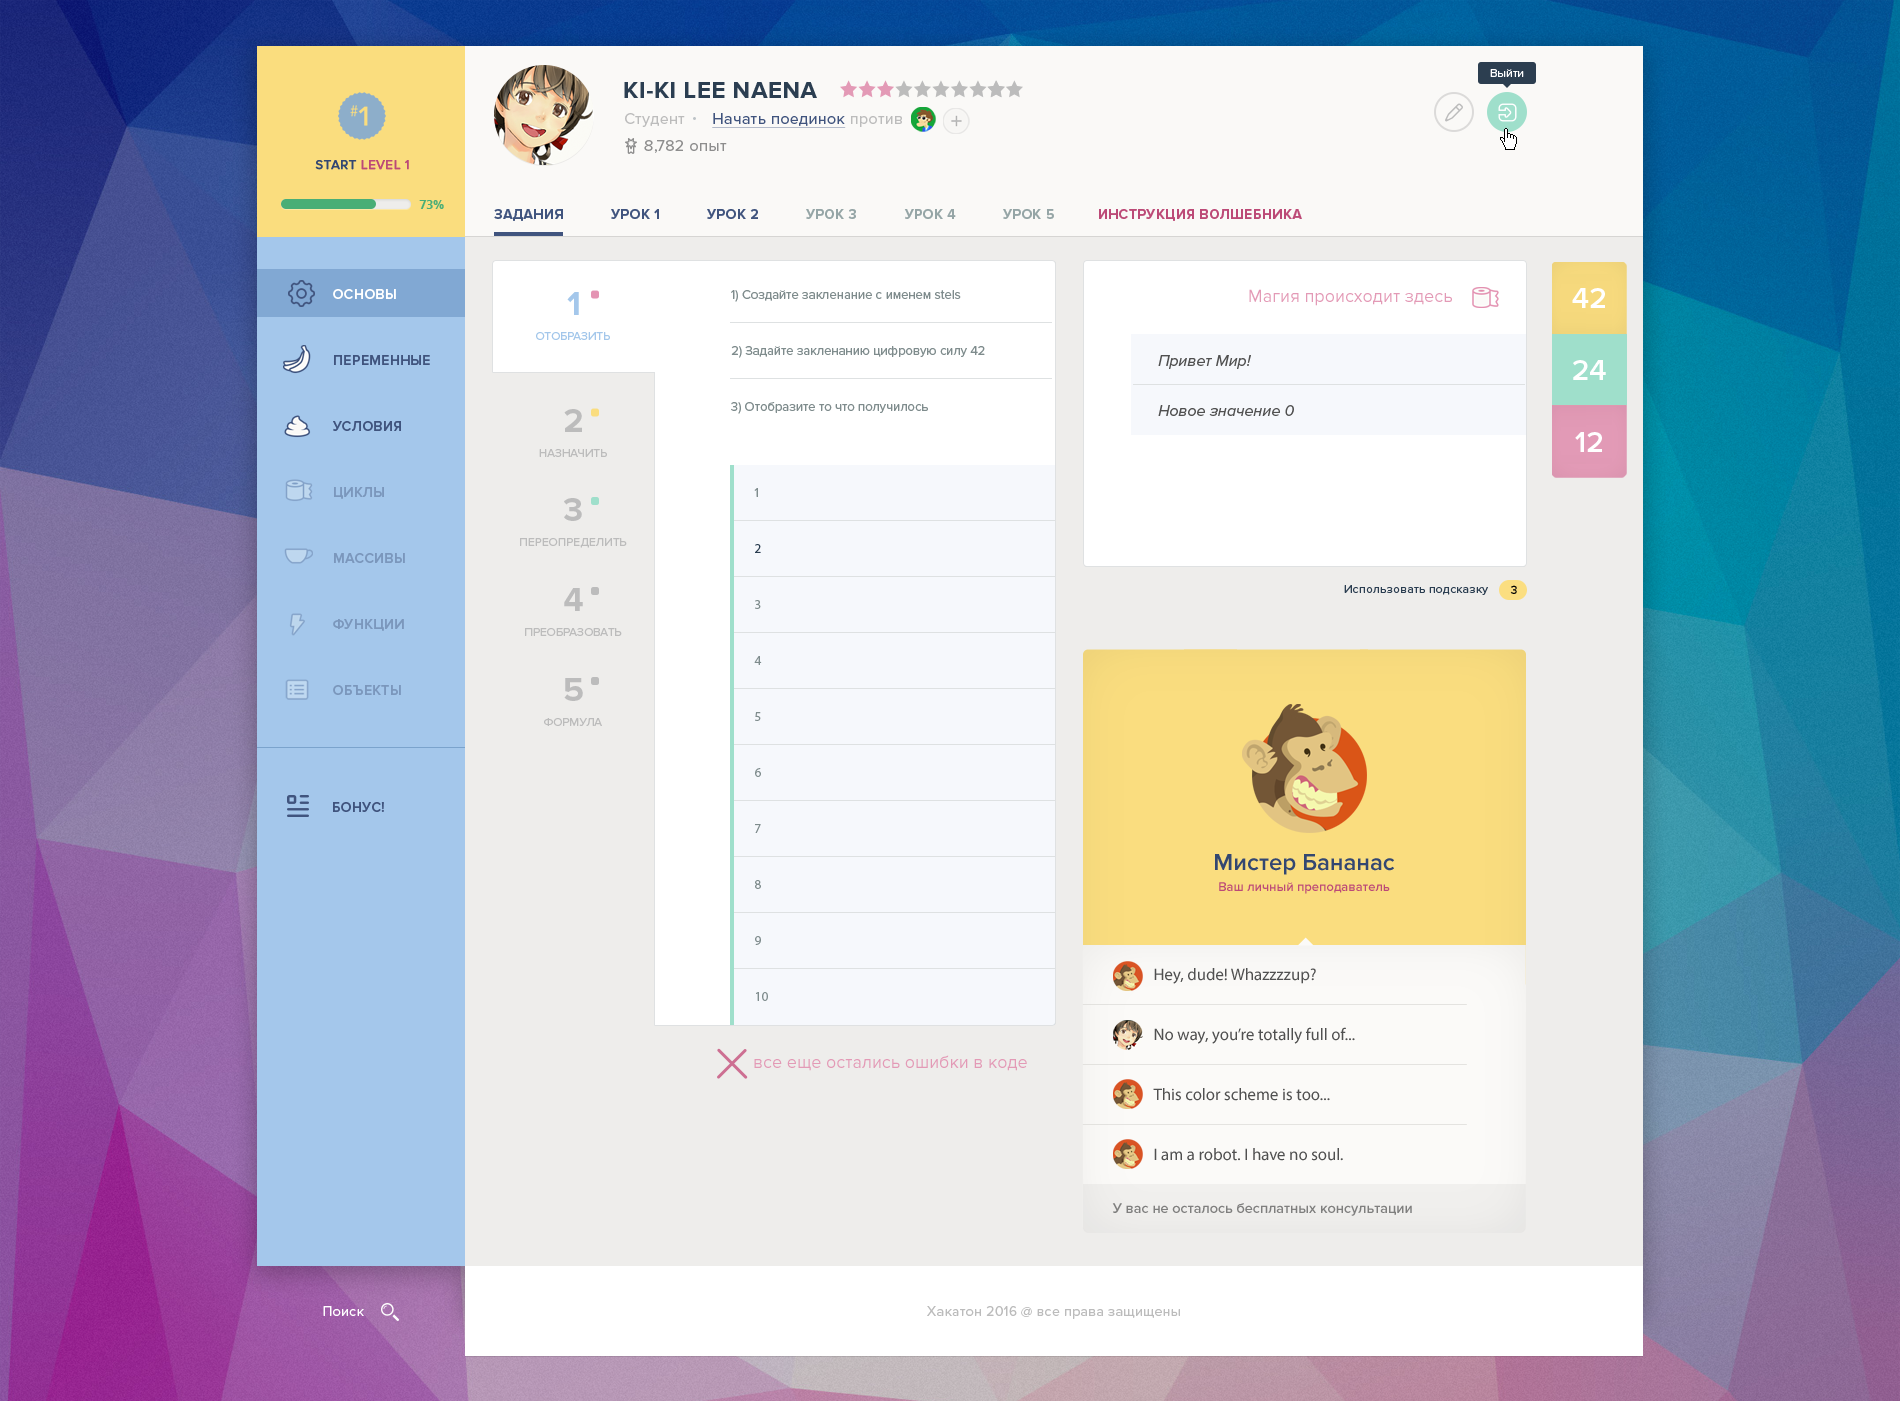 #1
START LEVEL 1
73%
ОСНОВЫ
ПЕРЕМЕННЫЕ
УСЛОВИЯ
ЦИКЛЫ
МАССИВЫ
ФУНКЦИИ
ОБЪЕКТЫ
БОНУС!
Поиск
KI-KI LEE NAENA
Студент · Начать поединок против
8,782 опыт
Выйти
ЗАДАНИЯ УРОК 1 УРОК 2 УРОК 3 УРОК 4 УРОК 5 ИНСТРУКЦИЯ ВОЛШЕБНИКА
1
ОТОБРАЗИТЬ
2
НАЗНАЧИТЬ
3
ПЕРЕОПРЕДЕЛИТЬ
4
ПРЕОБРАЗОВАТЬ
5
ФОРМУЛА
1) Создайте закленание с именем stels
2) Задайте закленанию цифровую силу 42
3) Отобразите то что получилось
1
2
3
4
5
6
7
8
9
10
все еще остались ошибки в коде
Магия происходит здесь
Привет Мир!
Новое значение 0
Использовать подсказку 3
42
24
12
Мистер Бананас
Ваш личный преподаватель
Hey, dude! Whazzzzup?
No way, you’re totally full of...
This color scheme is too...
I am a robot. I have no soul.
У вас не осталось бесплатных консультации
Хакатон 2016 @ все права защищены